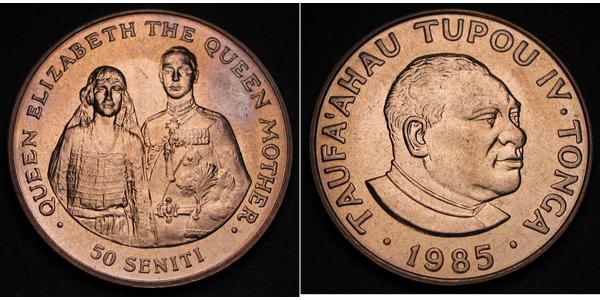 · QUEEN ELIZABETH THE QUEEN MOTHER ·
50 SENITI
· TAUFA'AHAU TUPOU IV · TONGA ·
1985